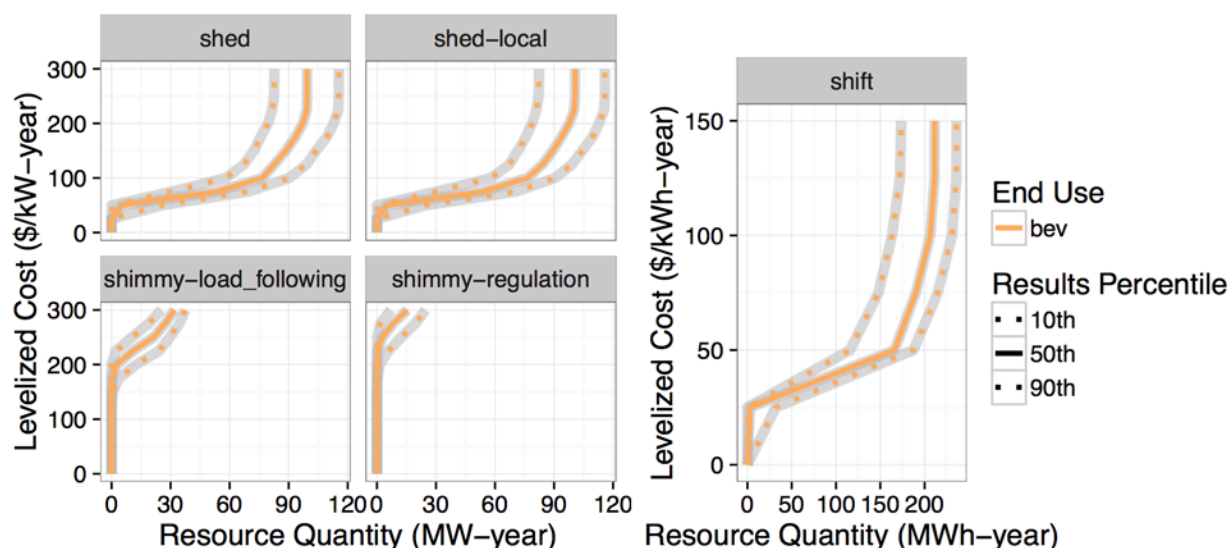 shed
shed-local
300
200
100
0
Levelized Cost ($/kW-year)
shimmy-load_following
shimmy-regulation
300
200
100
0
0 30 60 90 120
0 30 60 90 120
Resource Quantity (MW-year)
shift
150
100
50
0
Levelized Cost ($/kWh-year)
0 50 100 150 200
Resource Quantity (MWh-year)
End Use
bev
Results Percentile
10th
50th
90th